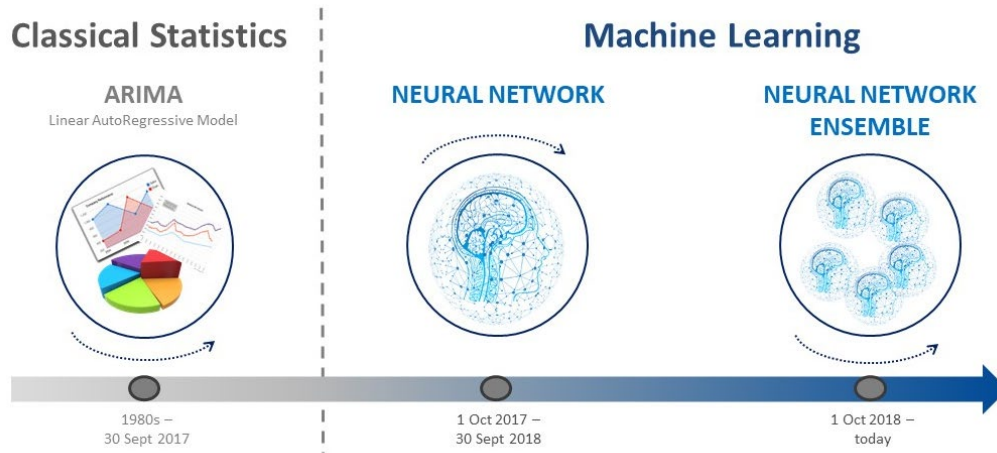 Classical Statistics
Machine Learning
ARIMA
Linear AutoRegressive Model
NEURAL NETWORK
NEURAL NETWORK
ENSEMBLE
1980s –
30 Sept 2017
1 Oct 2017 –
30 Sept 2018
1 Oct 2018 –
today